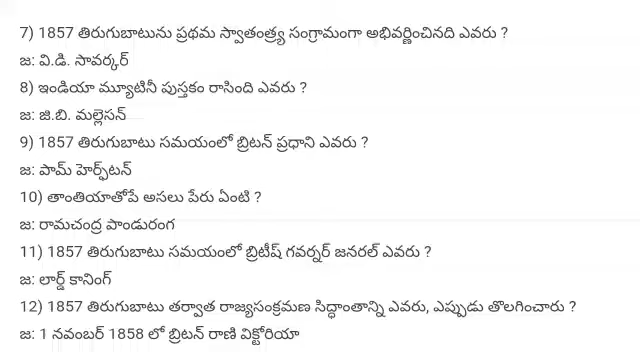 7) 1857 తిరుగుబాటును ప్రథమ స్వాతంత్ర్య సంగ్రామంగా అభివర్ణించినది ఎవరు ?
జ: వి.డి. సావర్కర్
8) ఇండియా మ్యూటినీ పుస్తకం రాసింది ఎవరు ?
జ: జి.బి. మల్లెసన్
9) 1857 తిరుగుబాటు సమయంలో బ్రిటన్ ప్రధాని ఎవరు ?
జ: పామ్ హెర్స్‌టన్
10) తాంతియాతోపే అసలు పేరు ఏంటి ?
జ: రామచంద్ర పాండురంగ
11) 1857 తిరుగుబాటు సమయంలో బ్రిటీష్ గవర్నర్ జనరల్ ఎవరు ?
జ: లార్డ్ కానింగ్
12) 1857 తిరుగుబాటు తర్వాత రాజ్యసంక్రమణ సిద్ధాంతాన్ని ఎవరు, ఎప్పుడు తొలగించారు ?
జ: 1 నవంబర్ 1858 లో బ్రిటన్ రాణి విక్టోరియా